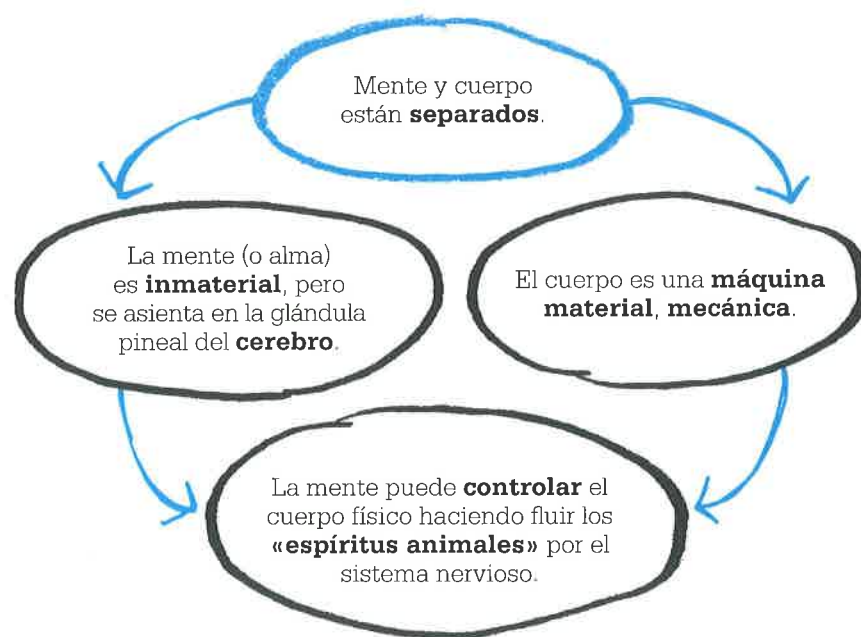 Mente y cuerpo
están separados.
La mente (o alma)
es inmaterial, pero
se asienta en la glándula
pineal del cerebro.
El cuerpo es una máquina
material, mecánica.
La mente puede controlar el
cuerpo físico haciendo fluir los
«espíritus animales» por el
sistema nervioso.